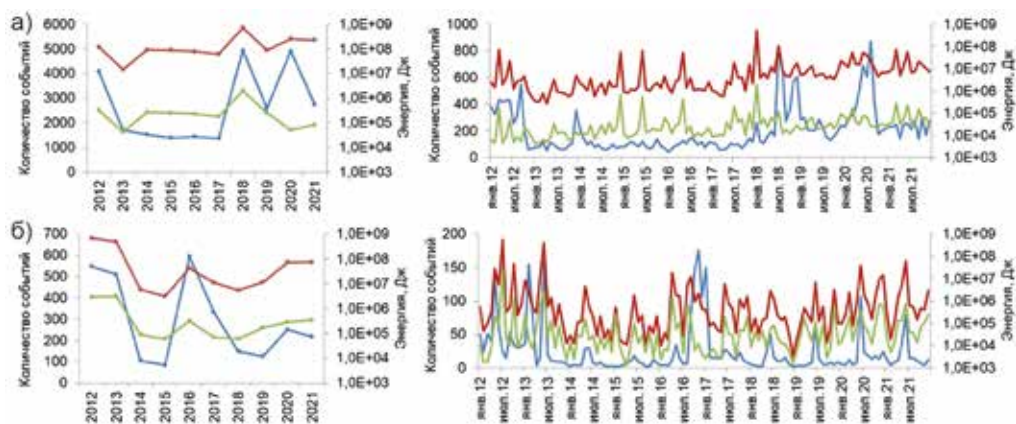 а)
Количество событий
6000
5000
4000
3000
2000
1000
0
1,0E+09
1,0E+08
1,0E+07
1,0E+06
1,0E+05
1,0E+04
1,0E+03
Энергия, Дж
2012
2013
2014
2015
2016
2017
2018
2019
2020
2021
Количество событий
1000
800
600
400
200
0
1,0E+09
1,0E+08
1,0E+07
1,0E+06
1,0E+05
1,0E+04
1,0E+03
Энергия, Дж
янв.12
июл.12
янв.13
июл.13
янв.14
июл.14
янв.15
июл.15
янв.16
июл.16
янв.17
июл.17
янв.18
июл.18
янв.19
июл.19
янв.20
июл.20
янв.21
июл.21
б)
Количество событий
700
600
500
400
300
200
100
0
1,0E+09
1,0E+08
1,0E+07
1,0E+06
1,0E+05
1,0E+04
1,0E+03
Энергия, Дж
2012
2013
2014
2015
2016
2017
2018
2019
2020
2021
Количество событий
200
150
100
50
0
1,0E+09
1,0E+08
1,0E+07
1,0E+06
1,0E+05
1,0E+04
1,0E+03
Энергия, Дж
янв.12
июл.12
янв.13
июл.13
янв.14
июл.14
янв.15
июл.15
янв.16
июл.16
янв.17
июл.17
янв.18
июл.18
янв.19
июл.19
янв.20
июл.20
янв.21
июл.21